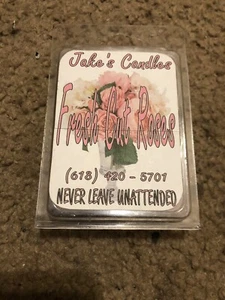 Jake's Candles
Fresh Cut Roses
(618) 420 - 5701
NEVER LEAVE UNATTENDED